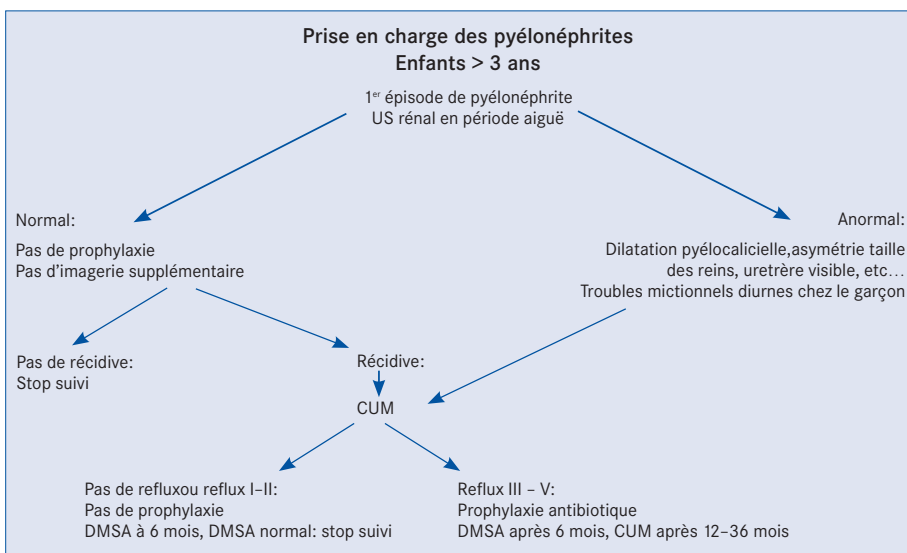 Prise en charge des pyélonéphrites
Enfants > 3 ans
1er épisode de pyélonéphrite
US rénal en période aiguë
Normal:
Pas de prophylaxie
Pas d'imagerie supplémentaire
Anormal:
Dilatation pyélocalicielle,asymétrie taille
des reins, uretrère visible, etc…
Troubles mictionnels diurnes chez le garçon
Pas de récidive:
Stop suivi
Récidive:
CUM
Pas de refluxou reflux I–II:
Pas de prophylaxie
DMSA à 6 mois, DMSA normal: stop suivi
Reflux III – V:
Prophylaxie antibiotique
DMSA après 6 mois, CUM après 12–36 mois